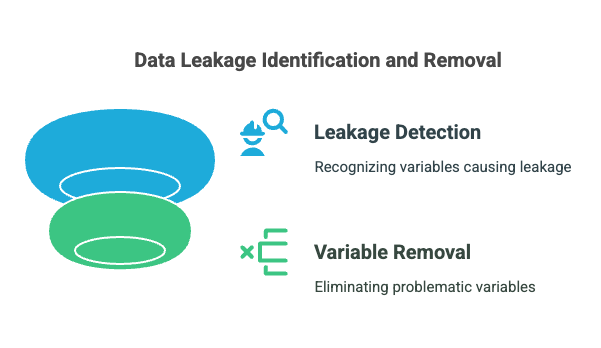 Data Leakage Identification and Removal
Leakage Detection
Recognizing variables causing leakage
Variable Removal
Eliminating problematic variables